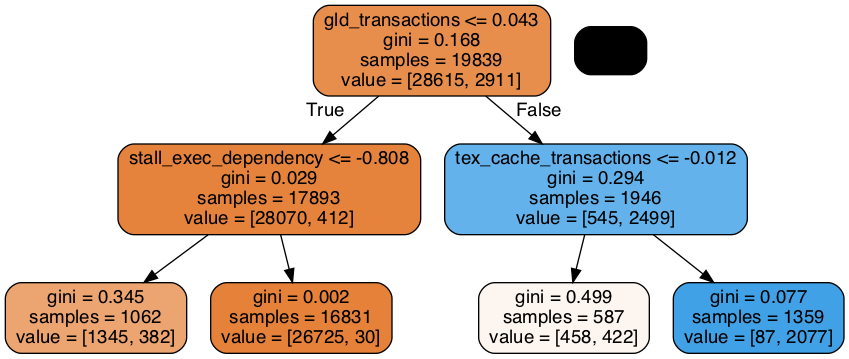 gld_transactions <= 0.043
gini = 0.168
samples = 19839
value = [28615, 2911]
True
False
stall_exec_dependency <= -0.808
gini = 0.029
samples = 17893
value = [28070, 412]
tex_cache_transactions <= -0.012
gini = 0.294
samples = 1946
value = [545, 2499]
gini = 0.345
samples = 1062
value = [1345, 382]
gini = 0.002
samples = 16831
value = [26725, 30]
gini = 0.499
samples = 587
value = [458, 422]
gini = 0.077
samples = 1359
value = [87, 2077]